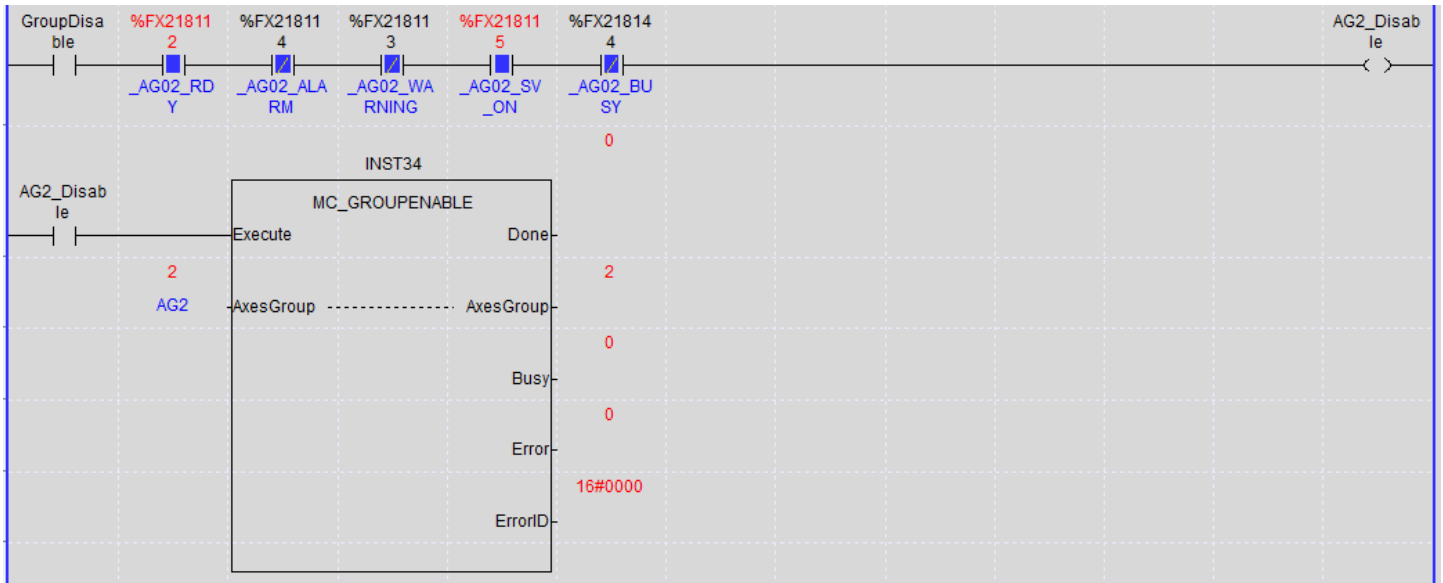 GroupDisa %FX21811 %FX21811 %FX21811 %FX21811 %FX21814 AG2_Disab
ble 2 4 3 5 4 le
_AG02_RD _AG02_ALA _AG02_WA _AG02_SV _AG02_BU
Y RM RNING _ON SY
0
INST34
AG2_Disab MC_GROUPENABLE
le
Execute Done
2 2
AG2 AxesGroup AxesGroup
0
Busy
0
Error
16#0000
ErrorID